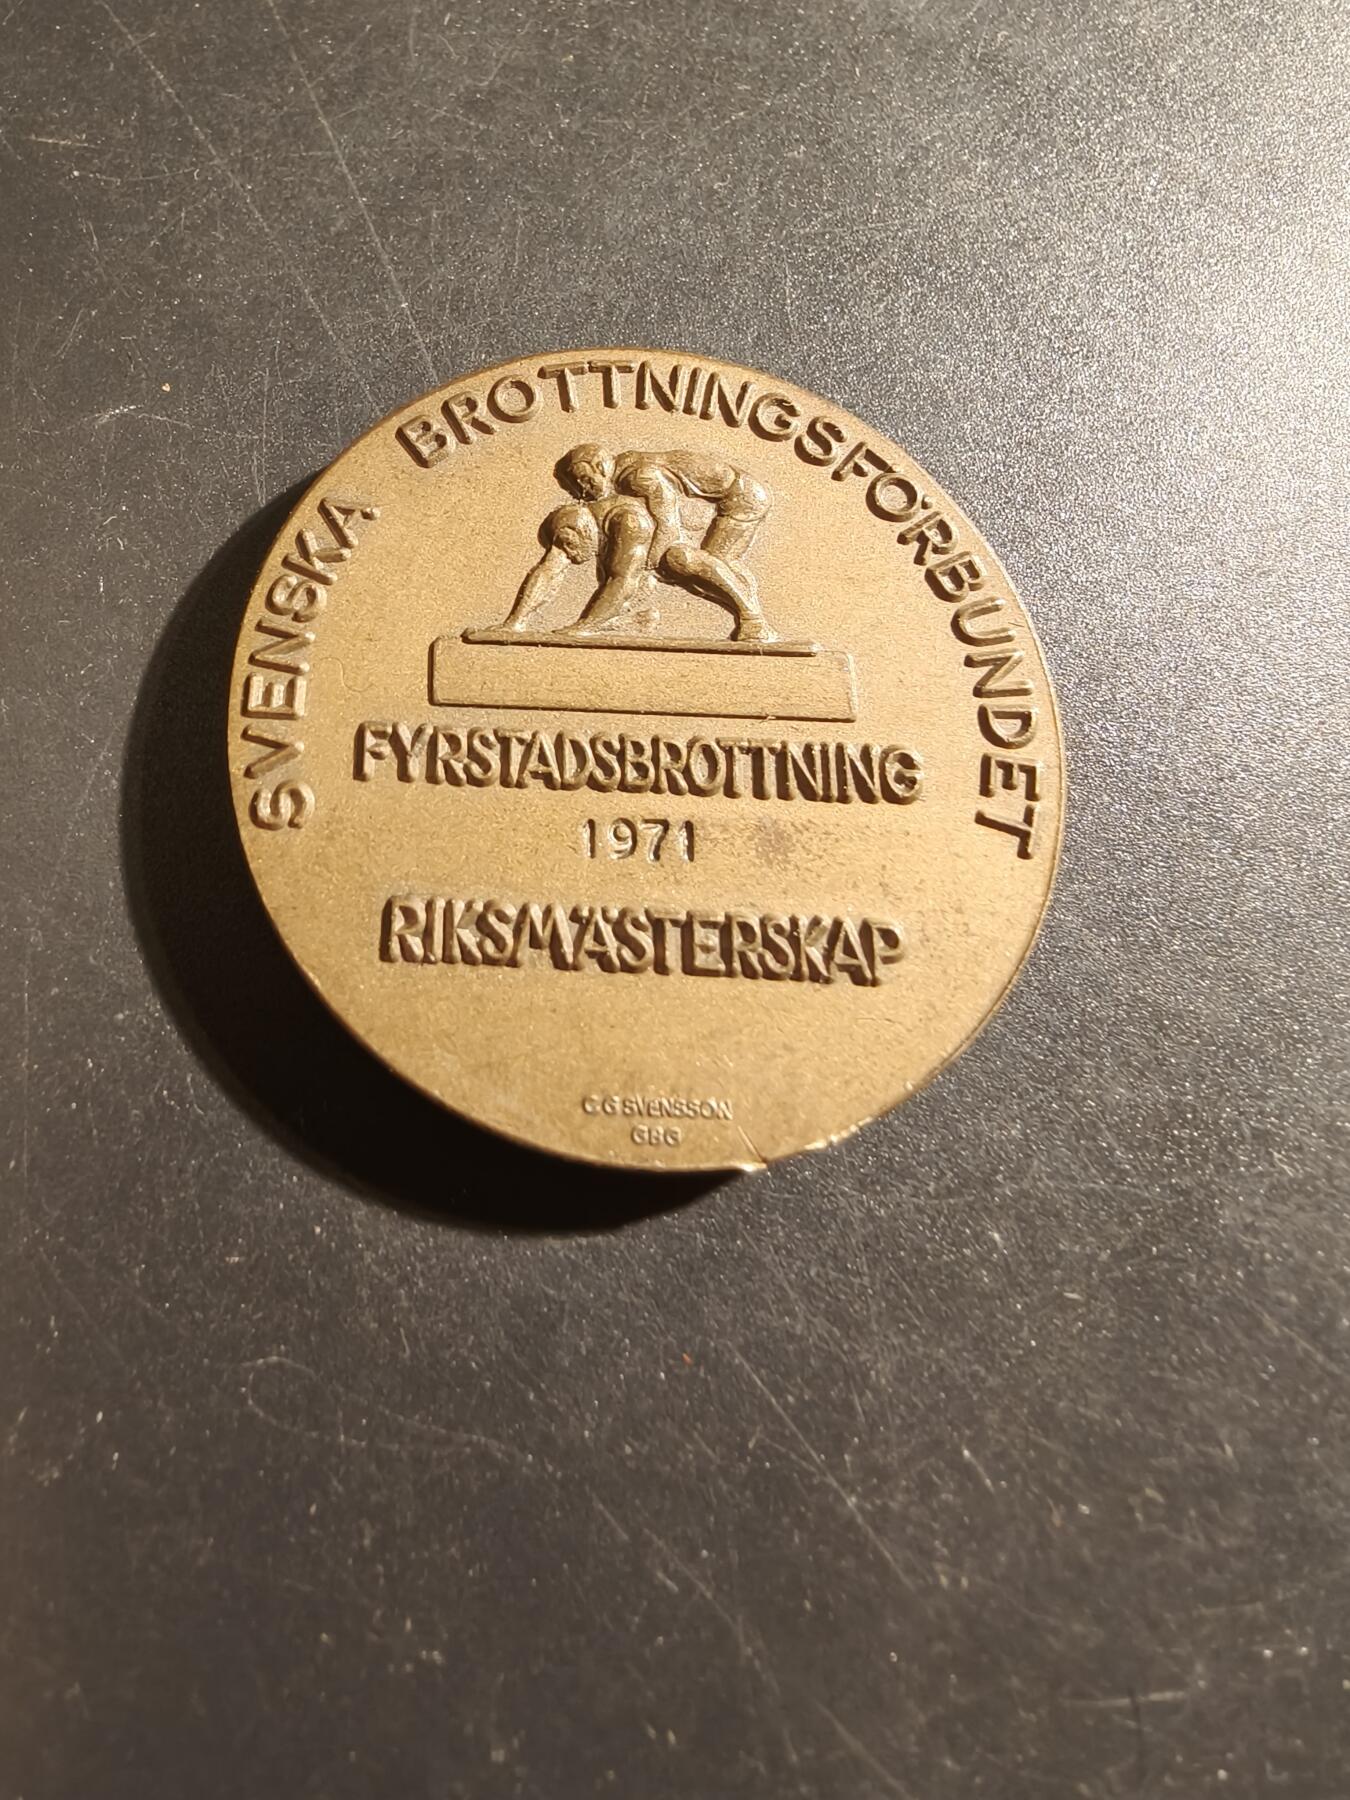 SVENSKA BROTTNINGSFÖRBUNDET
FYRSTADSBROTTNING
1971
RIKSMÄSTERSKAP
C G SVENSSON
GBG